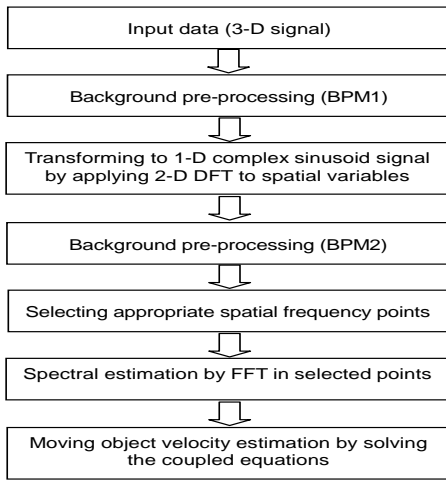 Input data (3-D signal)
Background pre-processing (BPM1)
Transforming to 1-D complex sinusoid signal
by applying 2-D DFT to spatial variables
Background pre-processing (BPM2)
Selecting appropriate spatial frequency points
Spectral estimation by FFT in selected points
Moving object velocity estimation by solving
the coupled equations